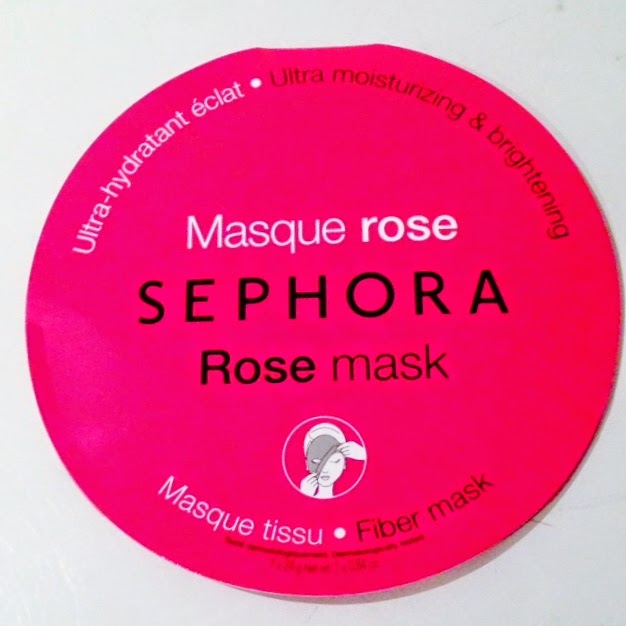 Ultra-hydratant éclat • Ultra moisturizing & brightening
Masque rose
SEPHORA
Rose mask
Masque tissu • Fiber mask